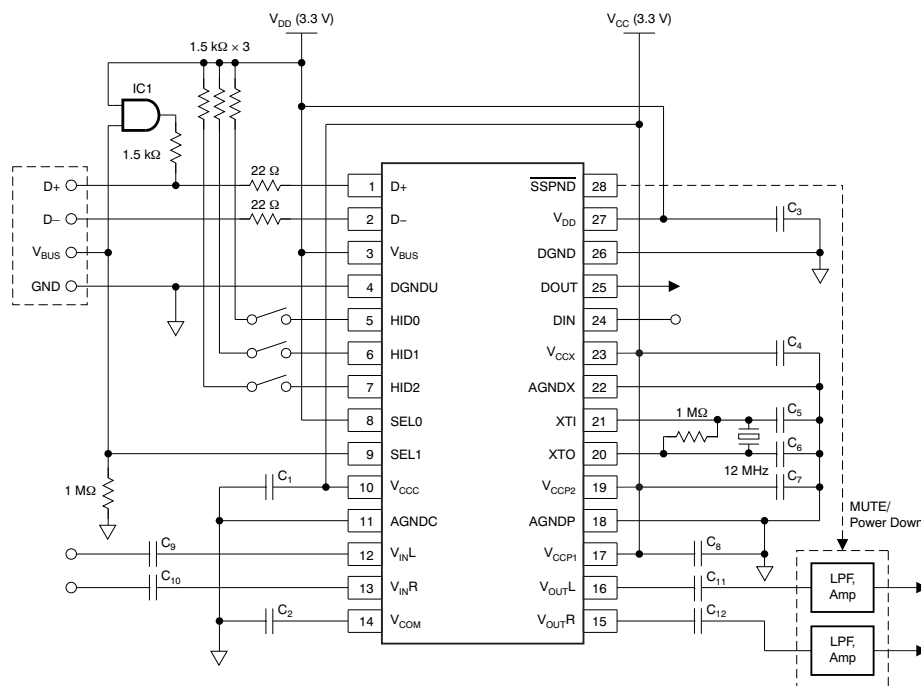 V_DD (3.3 V)
V_CC (3.3 V)
1.5 kΩ × 3
IC1
1.5 kΩ
22 Ω
22 Ω
D+
D–
V_BUS
GND
1 MΩ
C_1
C_9
C_10
C_2
1 D+
2 D–
3 V_BUS
4 DGNDU
5 HID0
6 HID1
7 HID2
8 SEL0
9 SEL1
10 V_CCC
11 AGNDC
12 V_INL
13 V_INR
14 V_COM
SSPND 28
V_DD 27
DGND 26
DOUT 25
DIN 24
V_CCX 23
AGNDX 22
XTI 21
XTO 20
V_CCP2 19
AGNDP 18
V_CCP1 17
V_OUTL 16
V_OUTR 15
C_3
C_4
1 MΩ
C_5
C_6
12 MHz
C_7
C_8
C_11
C_12
MUTE/
Power Down
LPF,
Amp
LPF,
Amp